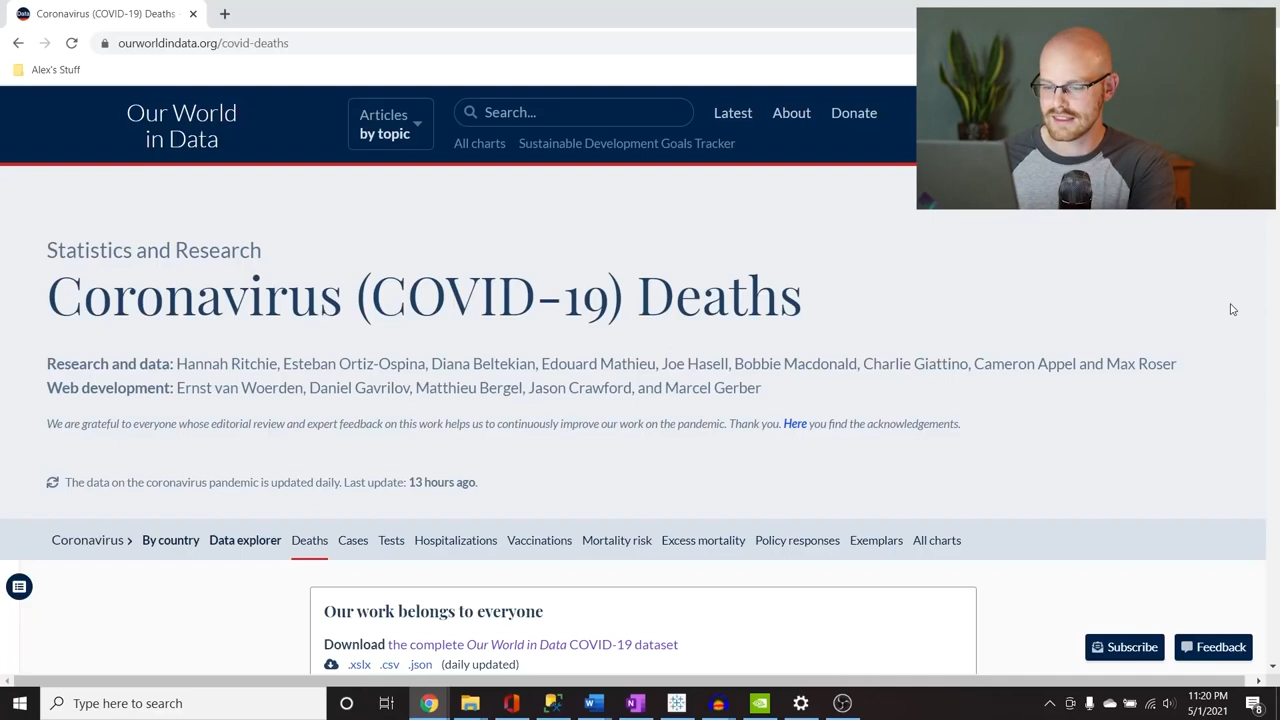 Data
Coronavirus (COVID-19) Deaths
ourworldindata.org/covid-deaths
Alex's Stuff
Our World
in Data
Articles
by topic
Search...
Latest
About
Donate
All charts
Sustainable Development Goals Tracker
Statistics and Research
Coronavirus (COVID-19) Deaths
Research and data: Hannah Ritchie, Esteban Ortiz-Ospina, Diana Beltekian, Edouard Mathieu, Joe Hasell, Bobbie Macdonald, Charlie Giattino, Cameron Appel and Max Roser
Web development: Ernst van Woerden, Daniel Gavrilov, Matthieu Bergel, Jason Crawford, and Marcel Gerber
We are grateful to everyone whose editorial review and expert feedback on this work helps us to continuously improve our work on the pandemic. Thank you. Here you find the acknowledgements.
The data on the coronavirus pandemic is updated daily. Last update: 13 hours ago.
Coronavirus > By country Data explorer Deaths Cases Tests Hospitalizations Vaccinations Mortality risk Excess mortality Policy responses Exemplars All charts
Our work belongs to everyone
Download the complete Our World in Data COVID-19 dataset
.xslx .csv .json (daily updated)
Subscribe
Feedback
Type here to search
11:20 PM
5/1/2021
8